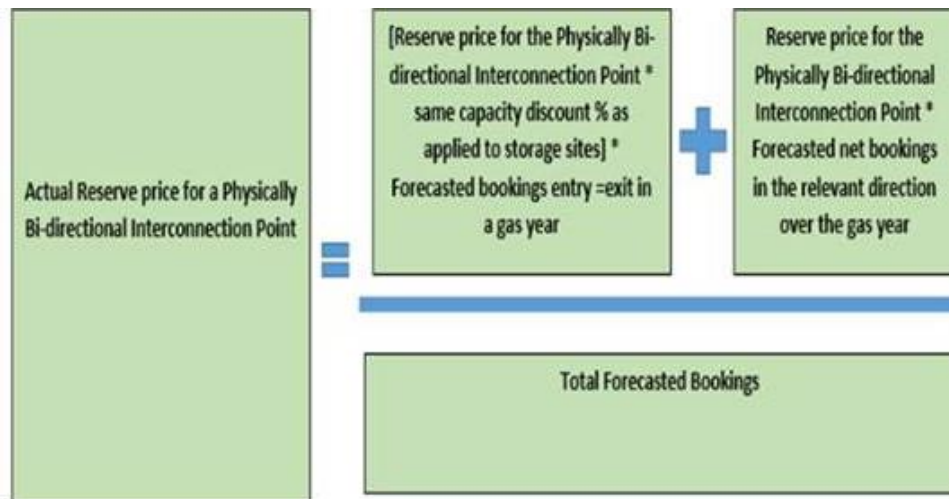 Actual Reserve price for a Physically
Bi-directional Interconnection Point
=
[Reserve price for the Physically Bi-
directional Interconnection Point *
same capacity discount % as
applied to storage sites] *
Forecasted bookings entry =exit in
a gas year
+
Reserve price for the
Physically Bi-directional
Interconnection Point *
Forecasted net bookings
in the relevant direction
over the gas year
Total Forecasted Bookings